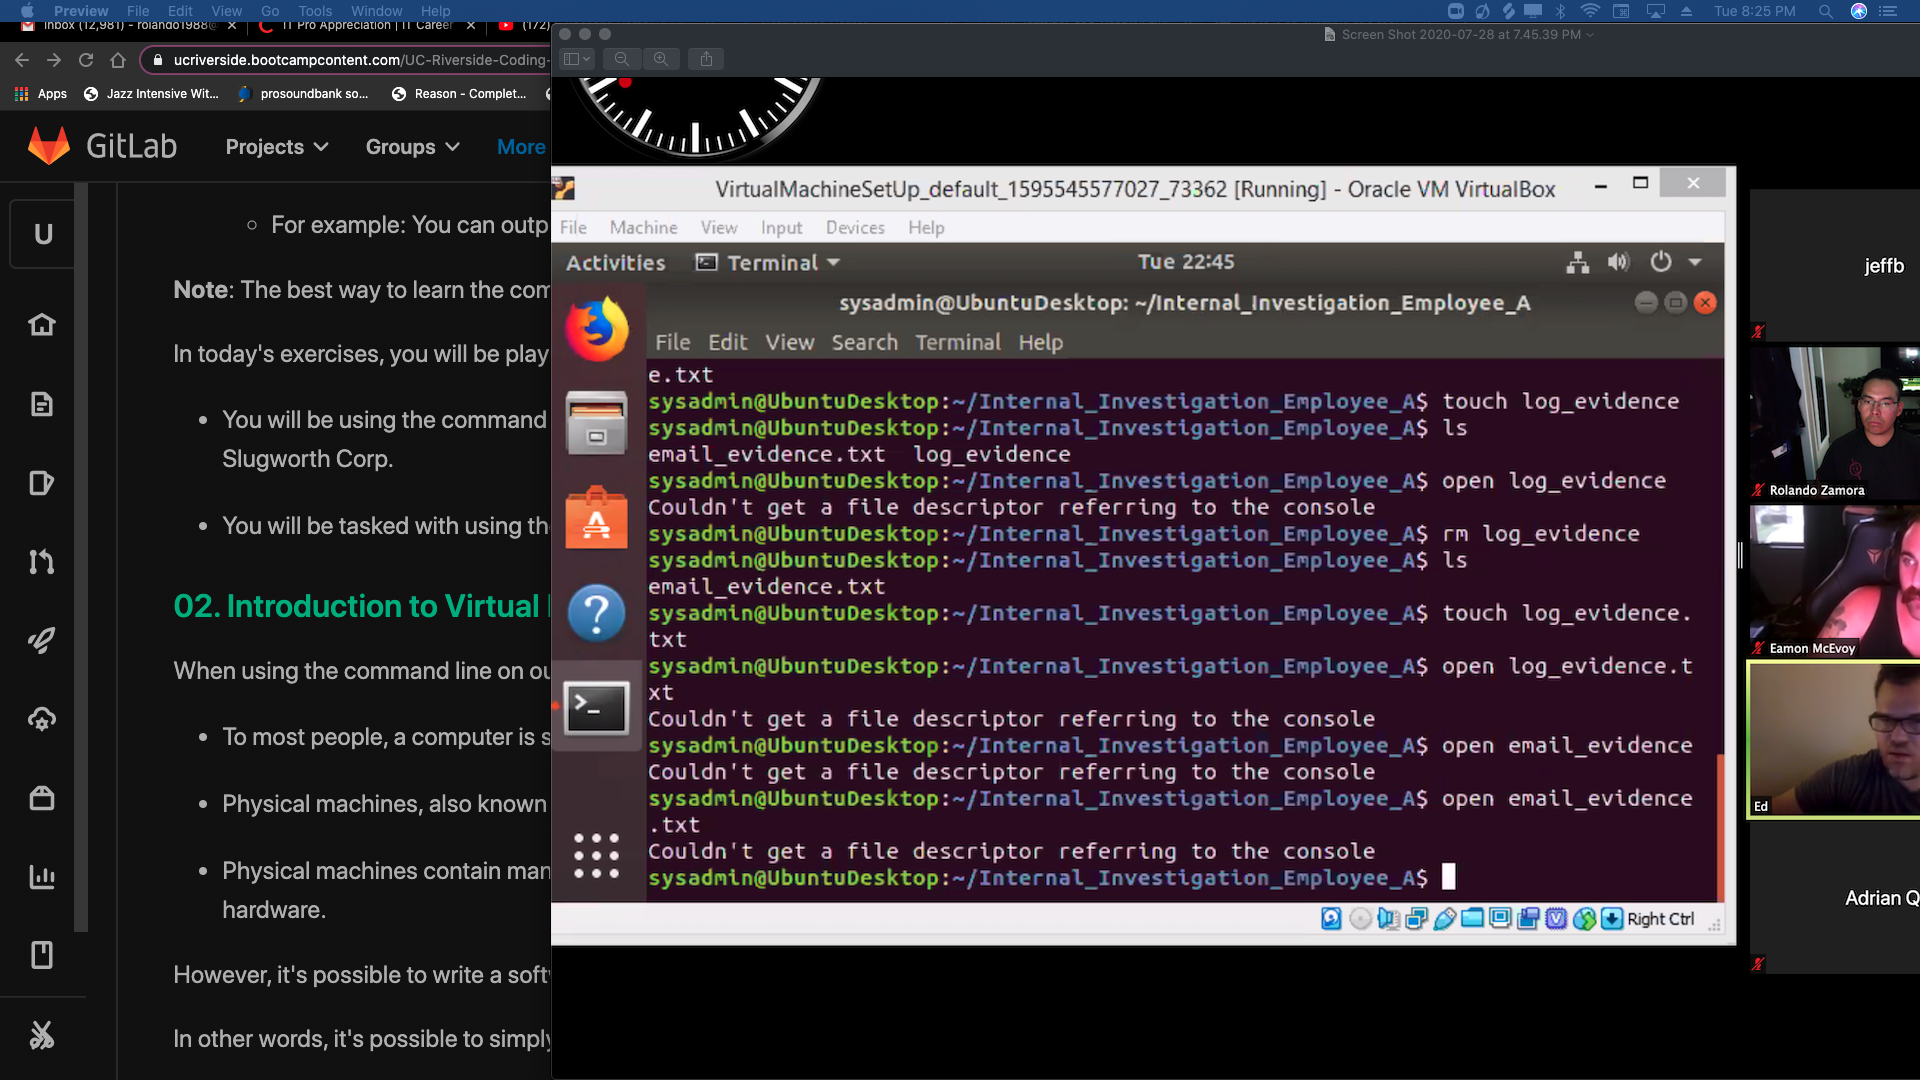 Preview File Edit View Go Tools Window Help Tue 8:25 PM
Inbox (12,981) - rolando1988@ IT Pro Appreciation | IT Career (172)
ucriverside.bootcampcontent.com/UC-Riverside-Coding-
Apps Jazz Intensive Wit... prosoundbank so... Reason - Complet...
GitLab Projects Groups More
U
For example: You can outp
Note: The best way to learn the com
In today's exercises, you will be play
You will be using the command
Slugworth Corp.
You will be tasked with using th
02. Introduction to Virtual
When using the command line on ou
To most people, a computer is s
Physical machines, also known
Physical machines contain man
hardware.
However, it's possible to write a soft
In other words, it's possible to simply
Screen Shot 2020-07-28 at 7.45.39 PM
VirtualMachineSetUp_default_1595545577027_73362 [Running] - Oracle VM VirtualBox
File Machine View Input Devices Help
Activities Terminal Tue 22:45
sysadmin@UbuntuDesktop: ~/Internal_Investigation_Employee_A
File Edit View Search Terminal Help
e.txt
sysadmin@UbuntuDesktop:~/Internal_Investigation_Employee_A$ touch log_evidence
sysadmin@UbuntuDesktop:~/Internal_Investigation_Employee_A$ ls
email_evidence.txt log_evidence
sysadmin@UbuntuDesktop:~/Internal_Investigation_Employee_A$ open log_evidence
Couldn't get a file descriptor referring to the console
sysadmin@UbuntuDesktop:~/Internal_Investigation_Employee_A$ rm log_evidence
sysadmin@UbuntuDesktop:~/Internal_Investigation_Employee_A$ ls
email_evidence.txt
sysadmin@UbuntuDesktop:~/Internal_Investigation_Employee_A$ touch log_evidence.
txt
sysadmin@UbuntuDesktop:~/Internal_Investigation_Employee_A$ open log_evidence.t
xt
Couldn't get a file descriptor referring to the console
sysadmin@UbuntuDesktop:~/Internal_Investigation_Employee_A$ open email_evidence
Couldn't get a file descriptor referring to the console
sysadmin@UbuntuDesktop:~/Internal_Investigation_Employee_A$ open email_evidence
.txt
Couldn't get a file descriptor referring to the console
sysadmin@UbuntuDesktop:~/Internal_Investigation_Employee_A$
Right Ctrl
jeffb
Rolando Zamora
Eamon McEvoy
Ed
Adrian Q